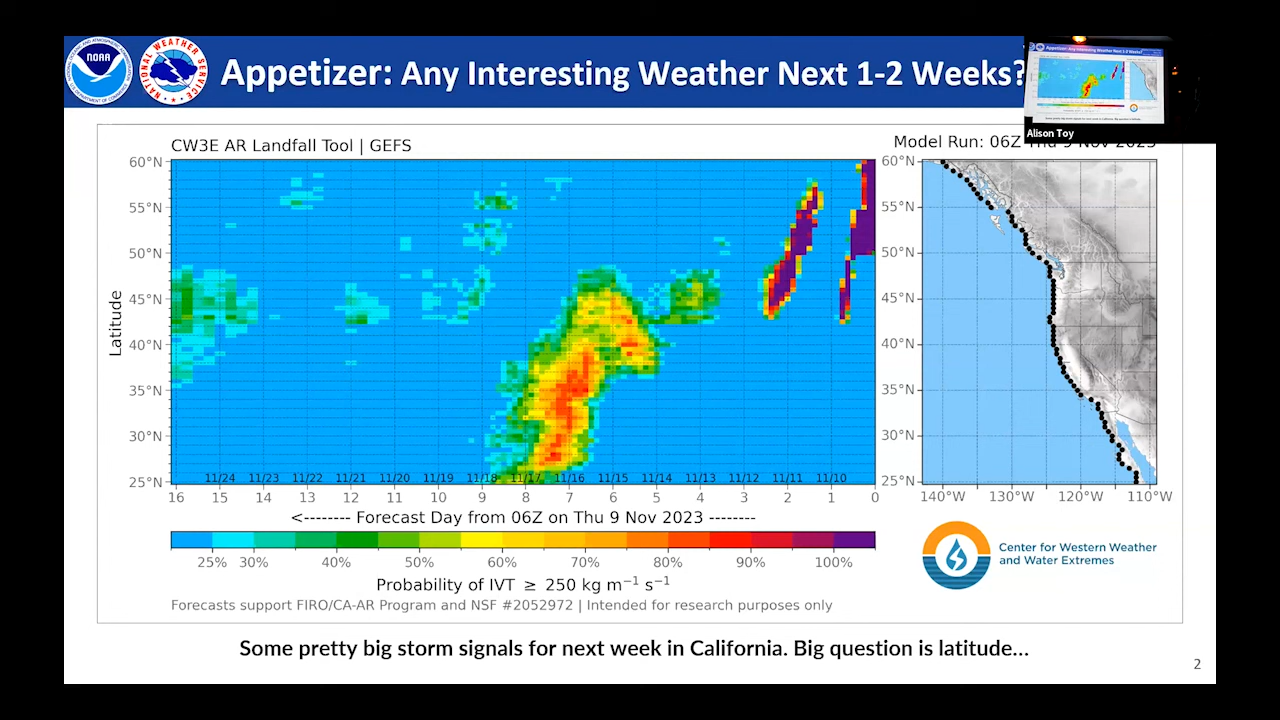 Appetizer: Any Interesting Weather Next 1-2 Weeks?
NOAA
NATIONAL WEATHER SERVICE
Alison Toy
CW3E AR Landfall Tool | GEFS
Model Run: 06Z Thu 9 Nov 2023
60°N
55°N
50°N
45°N
40°N
35°N
30°N
25°N
Latitude
11/24 11/23 11/22 11/21 11/20 11/19 11/18 11/17 11/16 11/15 11/14 11/13 11/12 11/11 11/10
16 15 14 13 12 11 10 9 8 7 6 5 4 3 2 1 0
<-------- Forecast Day from 06Z on Thu 9 Nov 2023 --------
25% 30% 40% 50% 60% 70% 80% 90% 100%
Probability of IVT ≥ 250 kg m⁻¹ s⁻¹
Forecasts support FIRO/CA-AR Program and NSF #2052972 | Intended for research purposes only
60°N
55°N
50°N
45°N
40°N
35°N
30°N
25°N
140°W 130°W 120°W 110°W
Center for Western Weather
and Water Extremes
Some pretty big storm signals for next week in California. Big question is latitude...
2